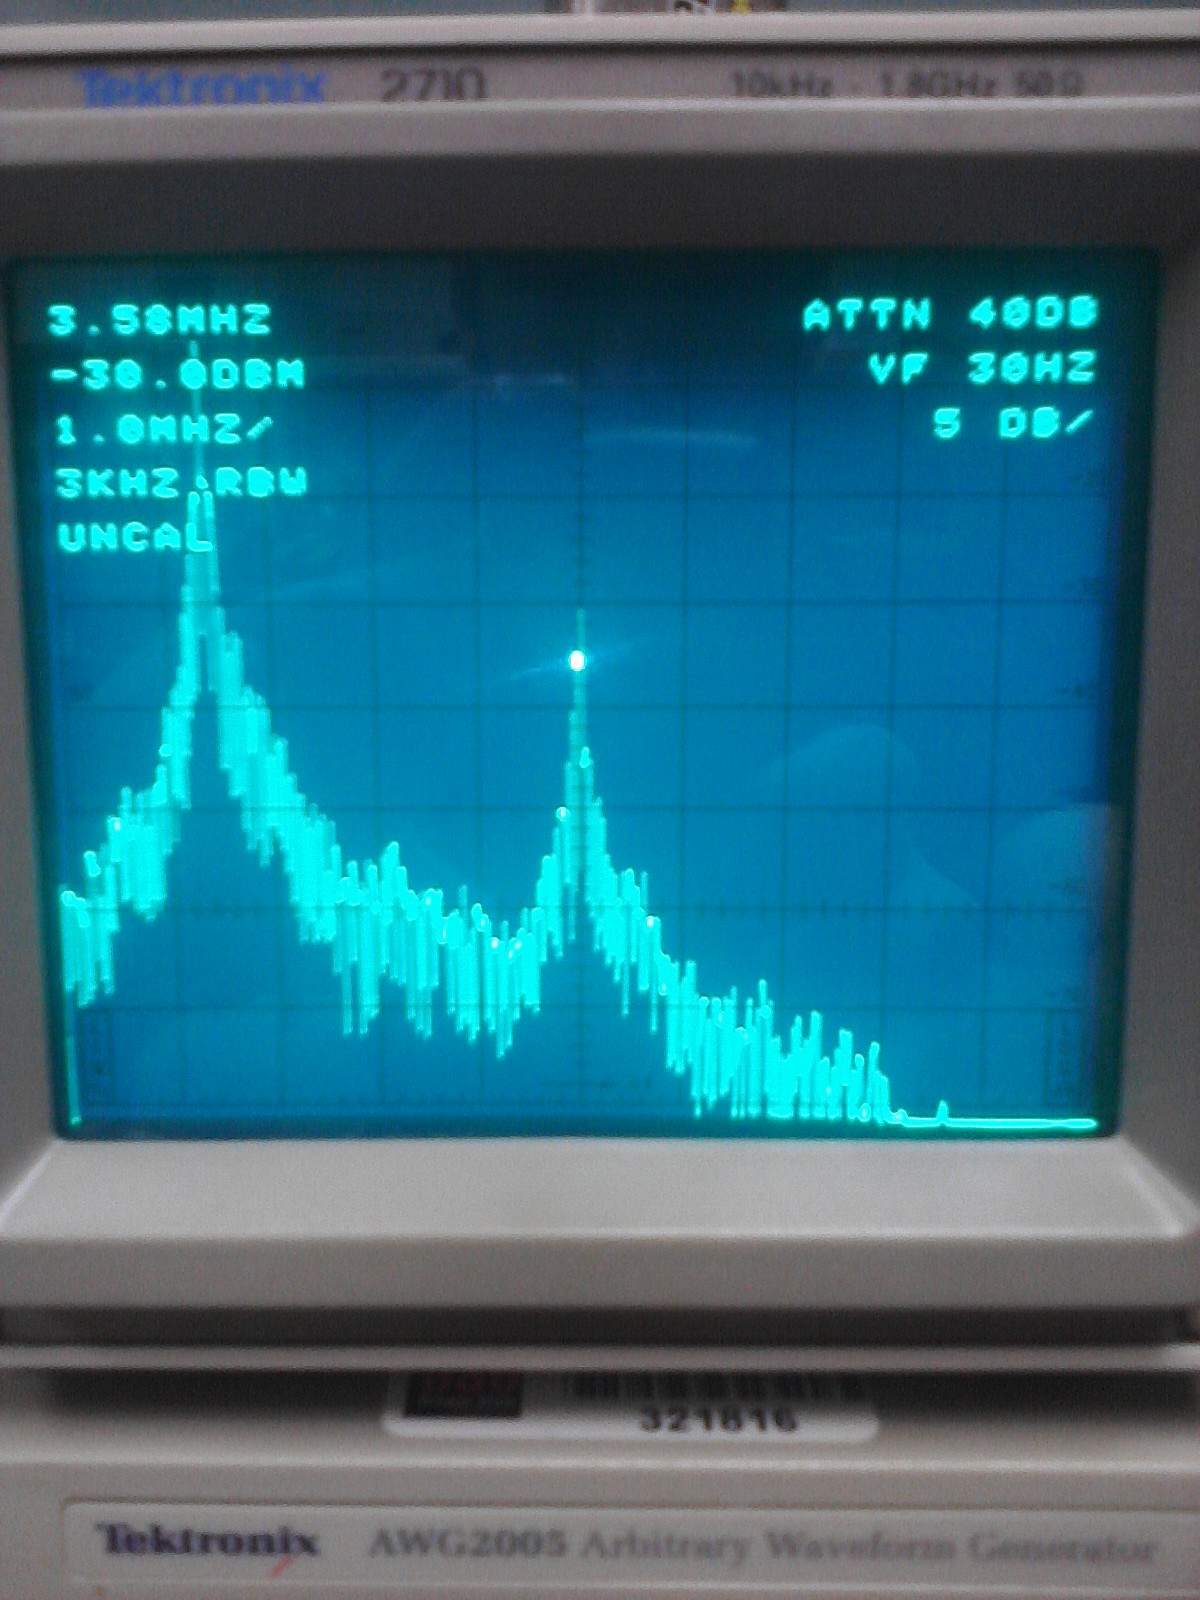 Tektronix 2710 10kHz - 1.8GHz 50Ω
3.58MHZ
-30.0DBM
1.0MHZ/
3KHZ RBW
UNCAL
ATTN 40DB
VF 30HZ
5 DB/
321816
Tektronix AWG2005 Arbitrary Waveform Generator